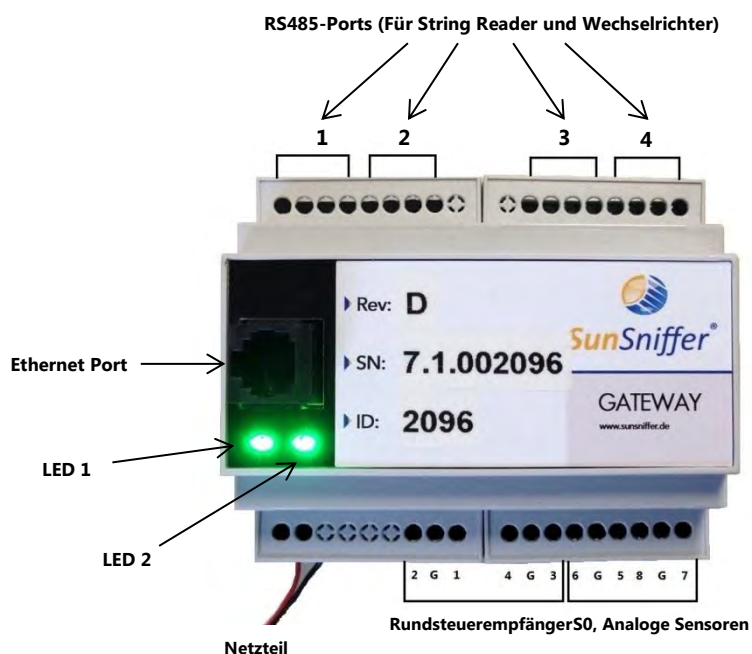 RS485-Ports (Für String Reader und Wechselrichter)
1 2 3 4
Rev: D
SunSniffer®
Ethernet Port
SN: 7.1.002096
GATEWAY
www.sunsniffer.de
ID: 2096
LED 1
LED 2
2 G 1 4 G 3 6 G 5 8 G 7
RundsteuerempfängerS0, Analoge Sensoren
Netzteil